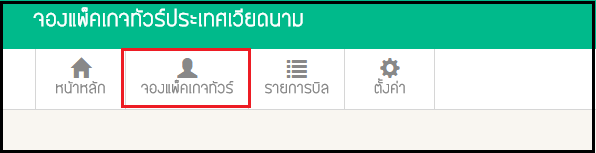 จองแพ็คเกจทัวร์ประเทศเวียดนาม
หน้าหลัก จองแพ็คเกจทัวร์ รายการบิล ตั้งค่า